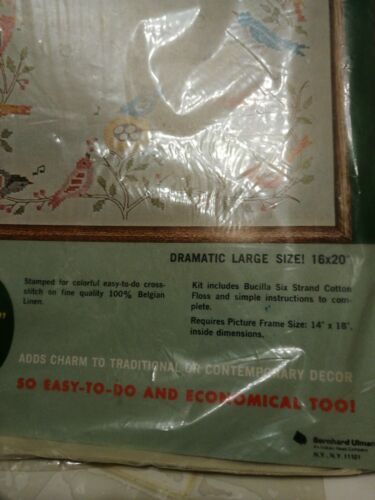 DRAMATIC LARGE SIZE! 16x20"
Stamped for colorful easy-to-do cross-
stitch on fine quality 100% Belgian
Linen.
Kit includes Bucilla Six Strand Cotton
Floss and simple instructions to com-
plete.
Requires Picture Frame Size: 14" x 18",
inside dimensions.
ADDS CHARM TO TRADITIONAL OR CONTEMPORARY DECOR
SO EASY-TO-DO AND ECONOMICAL TOO!
Bernhard Ulman
N.Y., N.Y. 11101